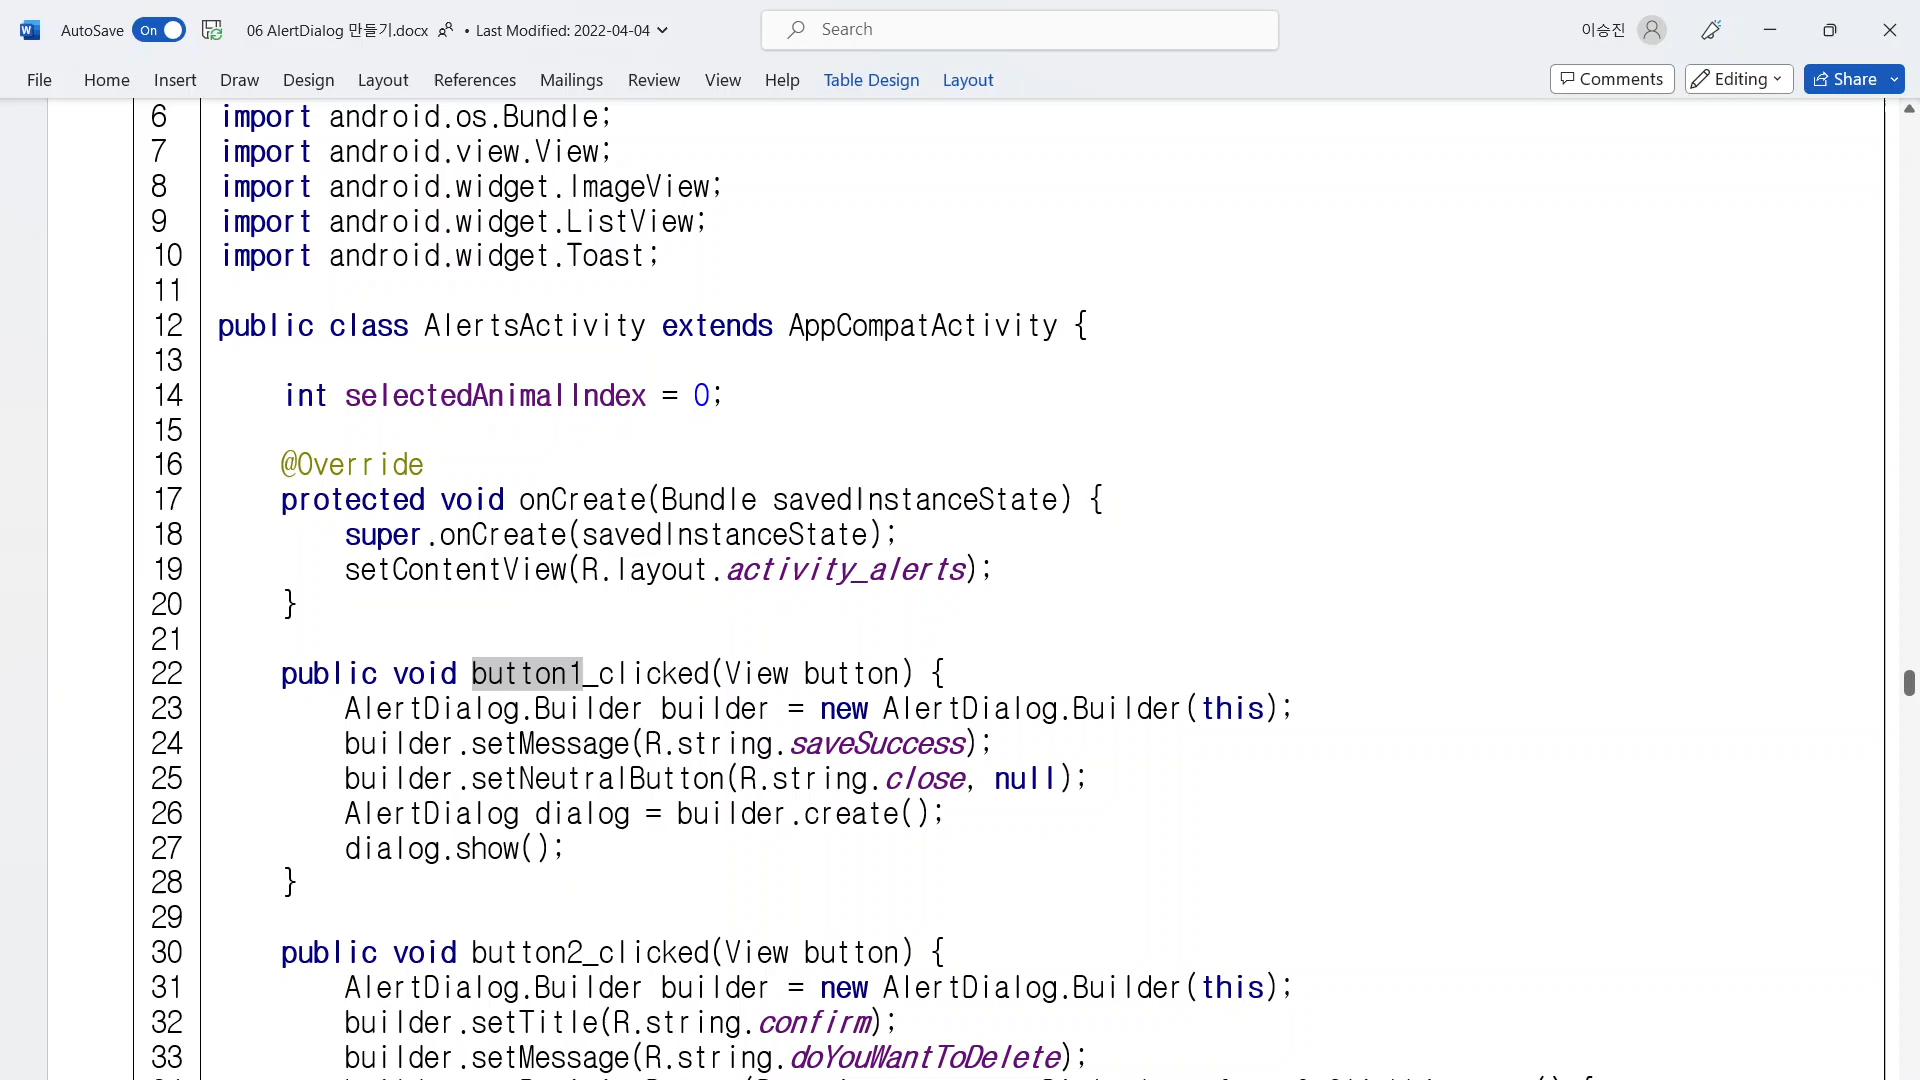 AutoSave On 06 AlertDialog 만들기.docx • Last Modified: 2022-04-04 Search 이승진
File Home Insert Draw Design Layout References Mailings Review View Help Table Design Layout Comments Editing Share
6 import android.os.Bundle;
7 import android.view.View;
8 import android.widget.ImageView;
9 import android.widget.ListView;
10 import android.widget.Toast;
11
12 public class AlertsActivity extends AppCompatActivity {
13
14 int selectedAnimalIndex = 0;
15
16 @Override
17 protected void onCreate(Bundle savedInstanceState) {
18 super.onCreate(savedInstanceState);
19 setContentView(R.layout.activity_alerts);
20 }
21
22 public void button1_clicked(View button) {
23 AlertDialog.Builder builder = new AlertDialog.Builder(this);
24 builder.setMessage(R.string.saveSuccess);
25 builder.setNeutralButton(R.string.close, null);
26 AlertDialog dialog = builder.create();
27 dialog.show();
28 }
29
30 public void button2_clicked(View button) {
31 AlertDialog.Builder builder = new AlertDialog.Builder(this);
32 builder.setTitle(R.string.confirm);
33 builder.setMessage(R.string.doYouWantToDelete);